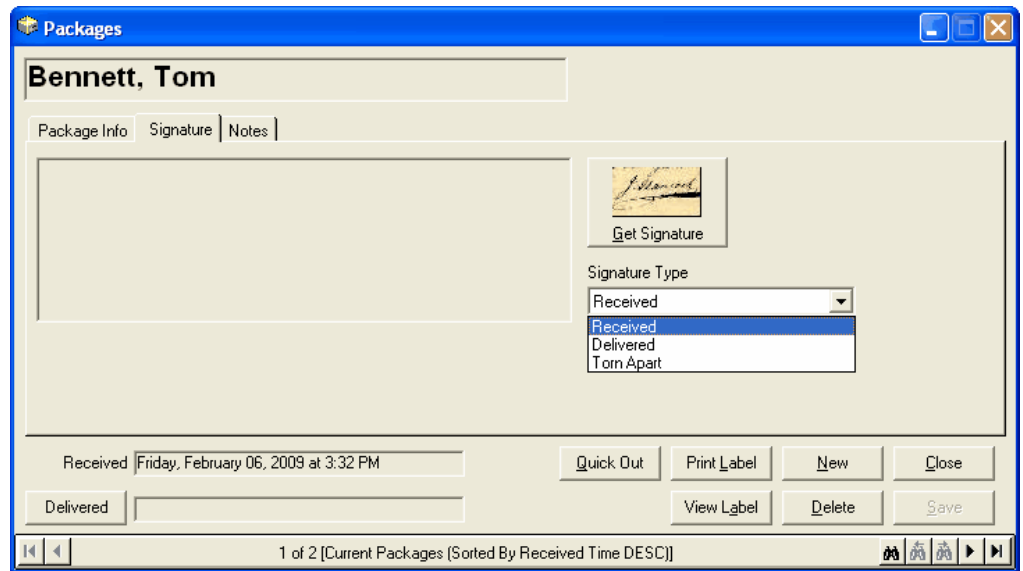 Packages
Bennett, Tom
Package Info Signature Notes
J. Hancock
Get Signature
Signature Type
Received
Received
Delivered
Torn Apart
Received Friday, February 06, 2009 at 3:32 PM
Quick Out Print Label New Close
Delivered View Label Delete Save
1 of 2 [Current Packages (Sorted By Received Time DESC)]